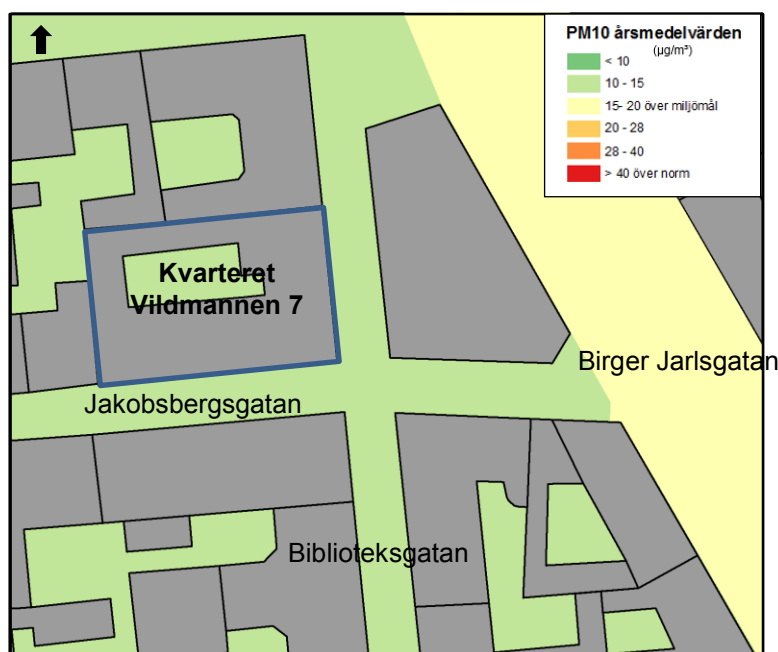 PM10 årsmedelvärden
(µg/m³)
< 10
10 - 15
15- 20 över miljömål
20 - 28
28 - 40
> 40 över norm
Kvarteret
Vildmannen 7
Birger Jarlsgatan
Jakobsbergsgatan
Biblioteksgatan